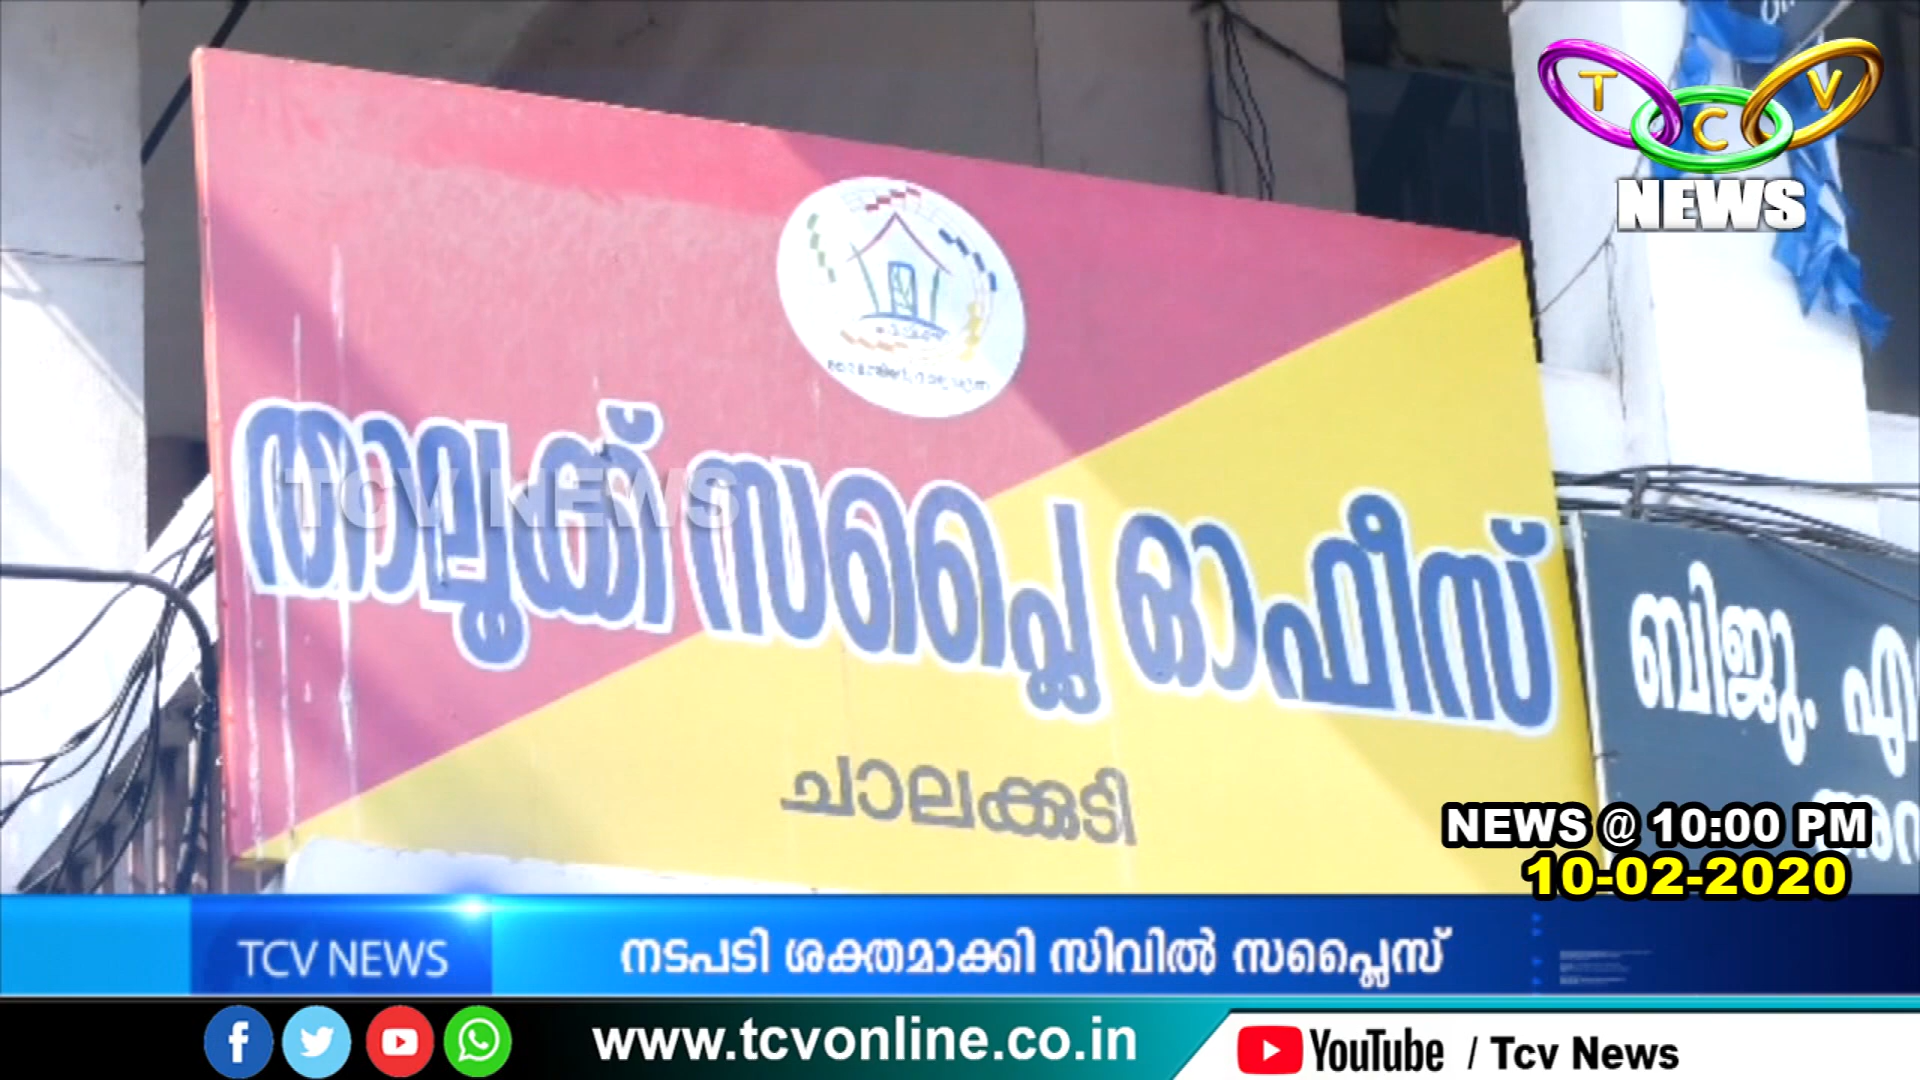 T C V
NEWS
താലൂക്ക് സപ്ലൈ ഓഫീസ്
TCV NEWS
ചാലക്കുടി
ബിജു. എ
NEWS @ 10:00 PM
10-02-2020
TCV NEWS
നടപടി ശക്തമാക്കി സിവിൽ സപ്ലൈസ്
www.tcvonline.co.in
YouTube / Tcv News